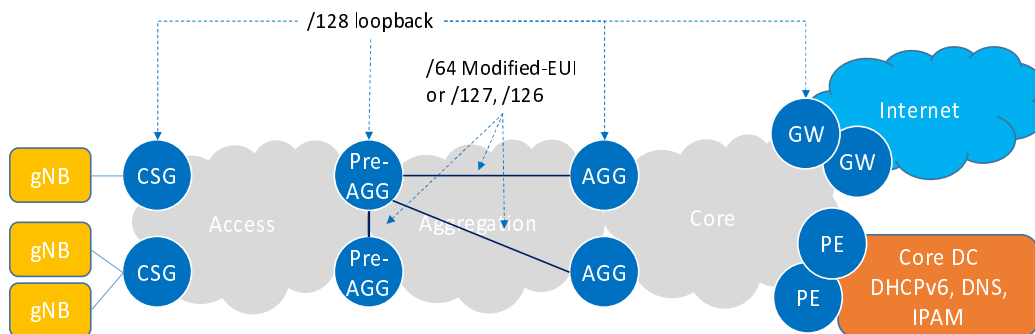 /128 loopback
/64 Modified-EUI
or /127, /126
Internet
GW
GW
gNB
CSG
Pre-
AGG
AGG
Access
Aggregation
Core
gNB
gNB
CSG
Pre-
AGG
AGG
PE
PE
Core DC
DHCPv6, DNS,
IPAM